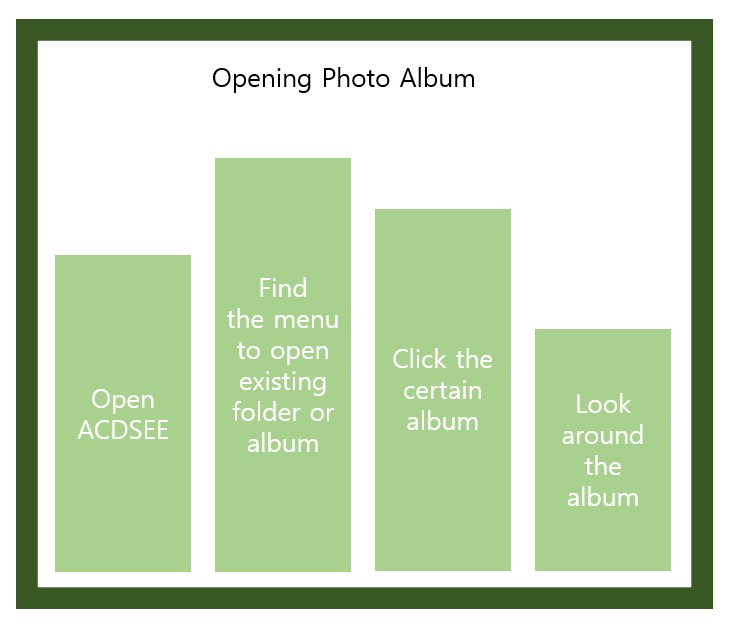 Opening Photo Album
Open
ACDSEE
Find
the menu
to open
existing
folder or
album
Click the
certain
album
Look
around
the
album